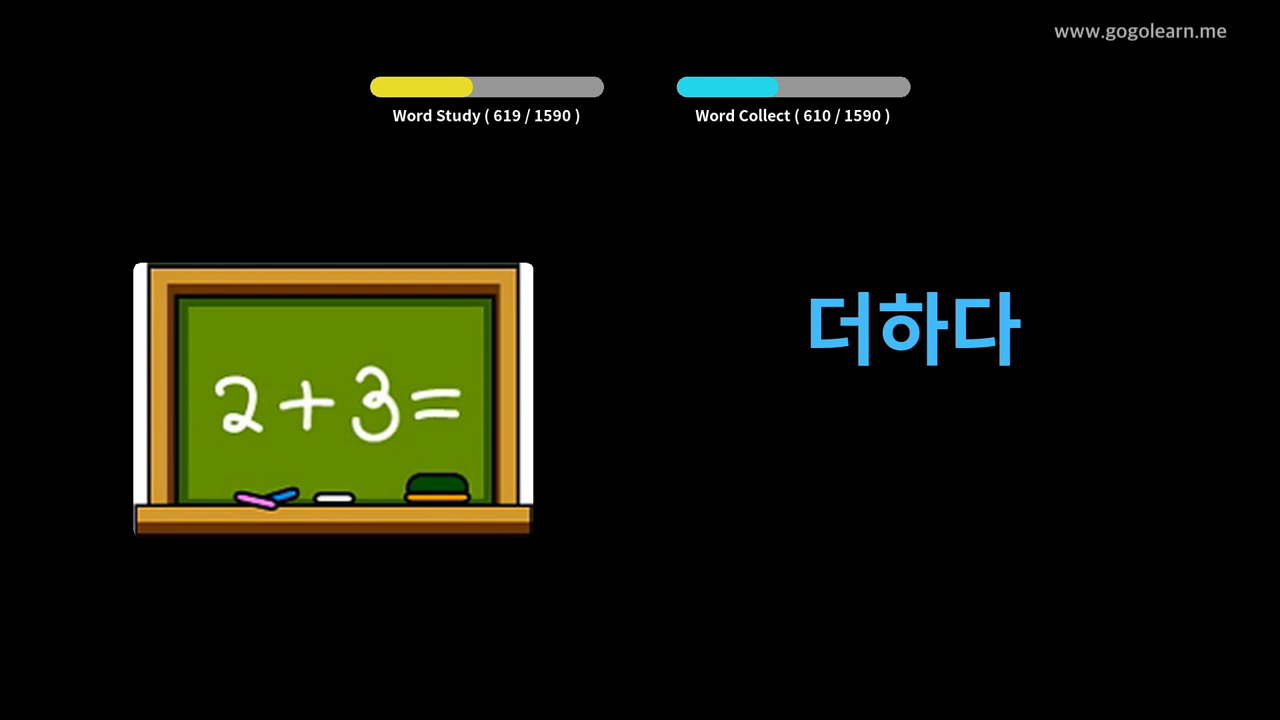 www.gogolearn.me
Word Study ( 619 / 1590 )
Word Collect ( 610 / 1590 )
더하다
2+3=